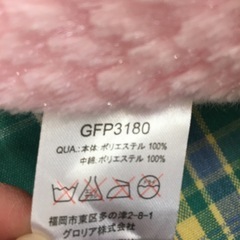 GFP3180
QUA.:本体:ポリエステル 100%
中綿:ポリエステル 100%
福岡市東区多の津2-8-1
グロリア株式会社